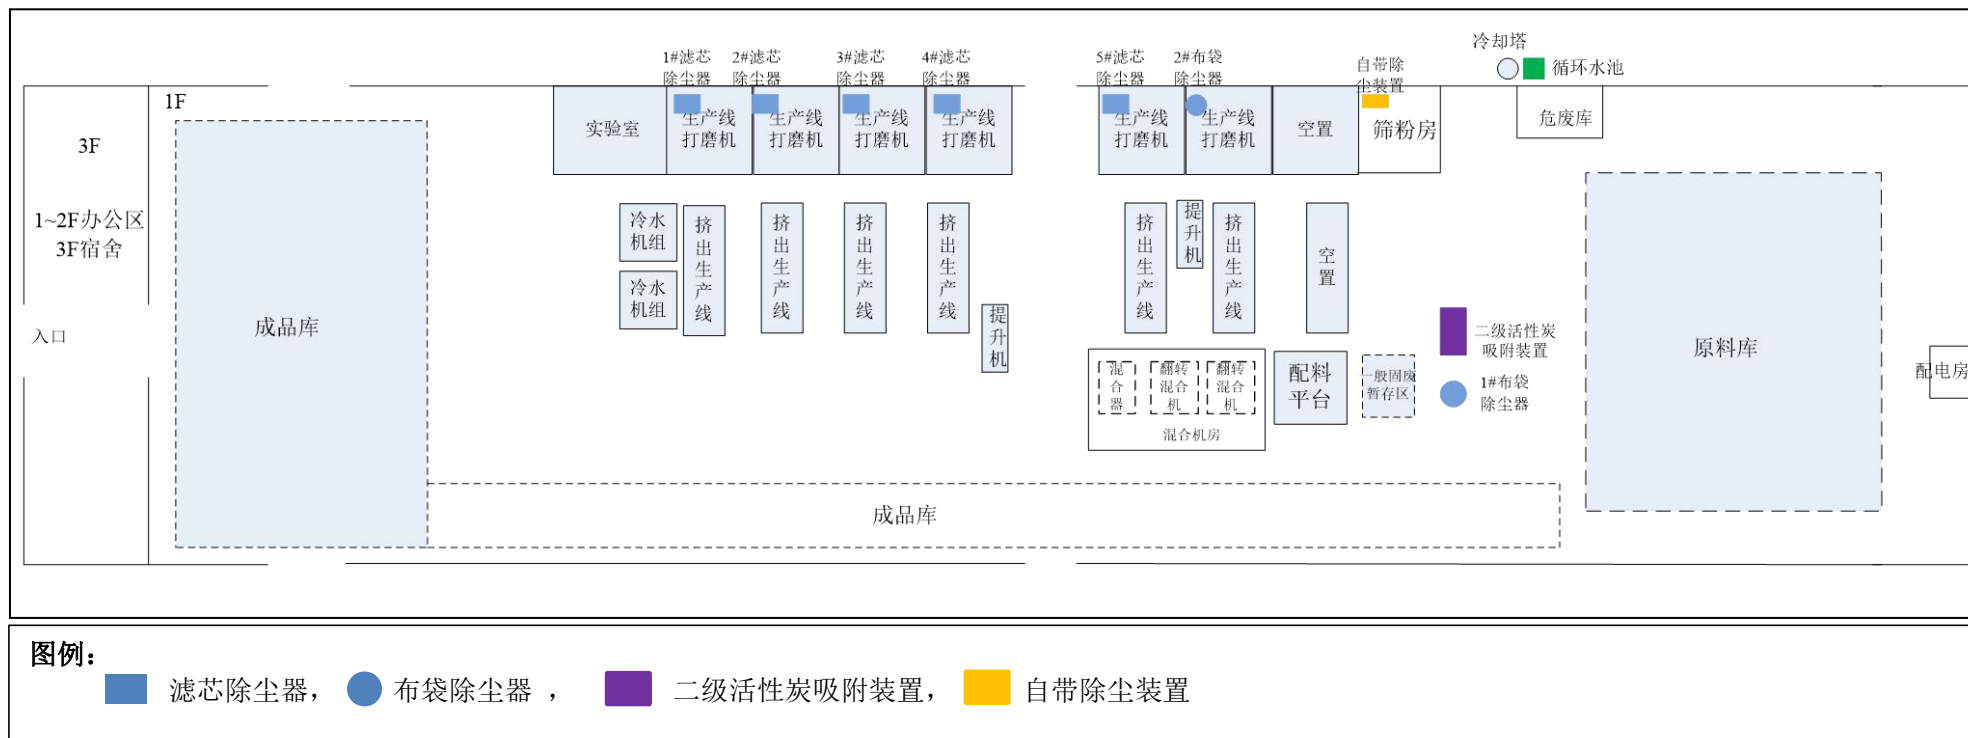 1#滤芯
除尘器
2#滤芯
除尘器
3#滤芯
除尘器
4#滤芯
除尘器
5#滤芯
除尘器
2#布袋
除尘器
自带除
尘装置
冷却塔
循环水池
1F
3F
1~2F办公区
3F宿舍
入口
成品库
实验室
生产线
打磨机
生产线
打磨机
生产线
打磨机
生产线
打磨机
生产线
打磨机
生产线
打磨机
空置
筛粉房
危废库
冷水
机组
冷水
机组
挤出生产线
挤出生产线
挤出生产线
挤出生产线
提升机
挤出生产线
提升机
挤出生产线
空置
混合器
翻转
混合
机
翻转
混合
机
混合机房
配料
平台
一般固废
暂存区
二级活性炭
吸附装置
1#布袋
除尘器
原料库
配电房
成品库
图例：
滤芯除尘器，
布袋除尘器 ，
二级活性炭吸附装置，
自带除尘装置